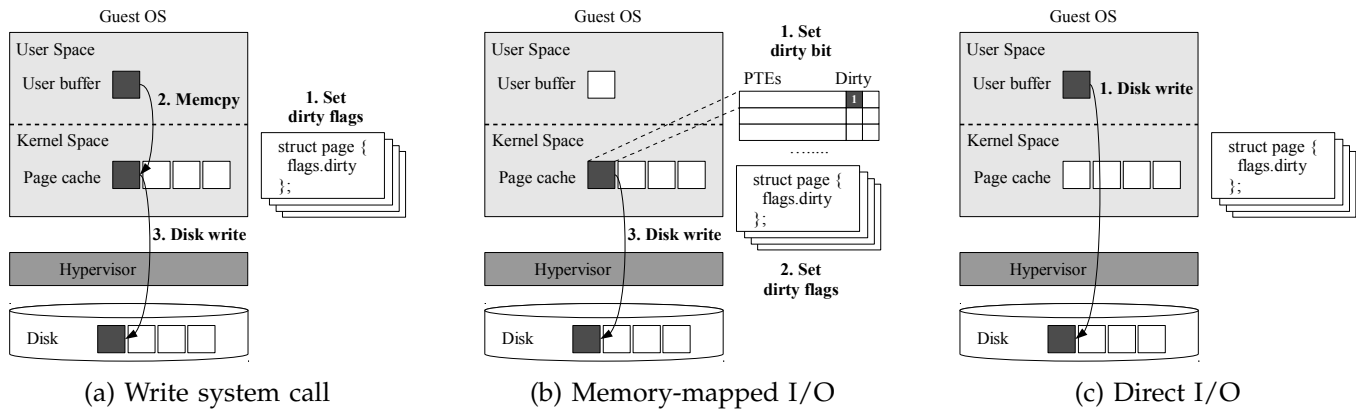 Guest OS
User Space
User buffer
2. Memcpy
1. Set
dirty flags
Kernel Space
struct page {
flags.dirty
};
Page cache
3. Disk write
Hypervisor
Disk
(a) Write system call
Guest OS
User Space
User buffer
1. Set
dirty bit
PTEs Dirty
1
Kernel Space
.........
Page cache
struct page {
flags.dirty
};
3. Disk write
2. Set
dirty flags
Hypervisor
Disk
(b) Memory-mapped I/O
Guest OS
User Space
User buffer
1. Disk write
Kernel Space
struct page {
flags.dirty
};
Page cache
Hypervisor
Disk
(c) Direct I/O